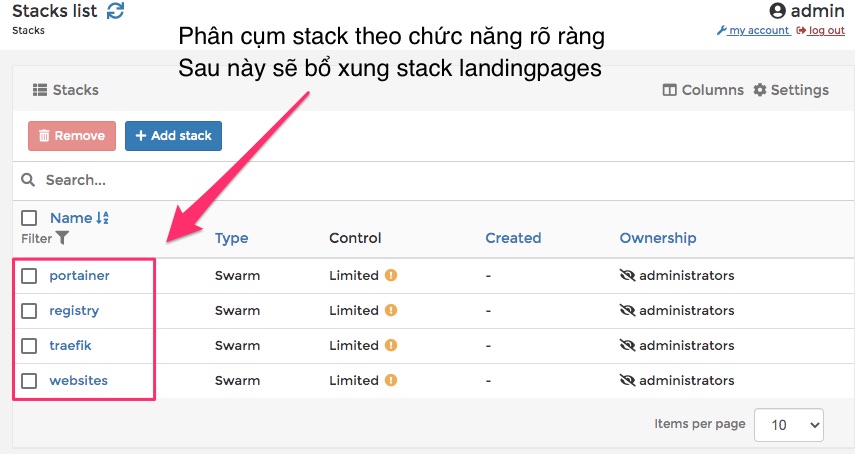 Stacks list
admin
Stacks
my account log out
Phân cụm stack theo chức năng rõ ràng
Sau này sẽ bổ xung stack landingpages
Stacks
Columns Settings
Remove + Add stack
Search...
Name
Filter
Type Control Created Ownership
portainer Swarm Limited - administrators
registry Swarm Limited - administrators
traefik Swarm Limited - administrators
websites Swarm Limited - administrators
Items per page 10